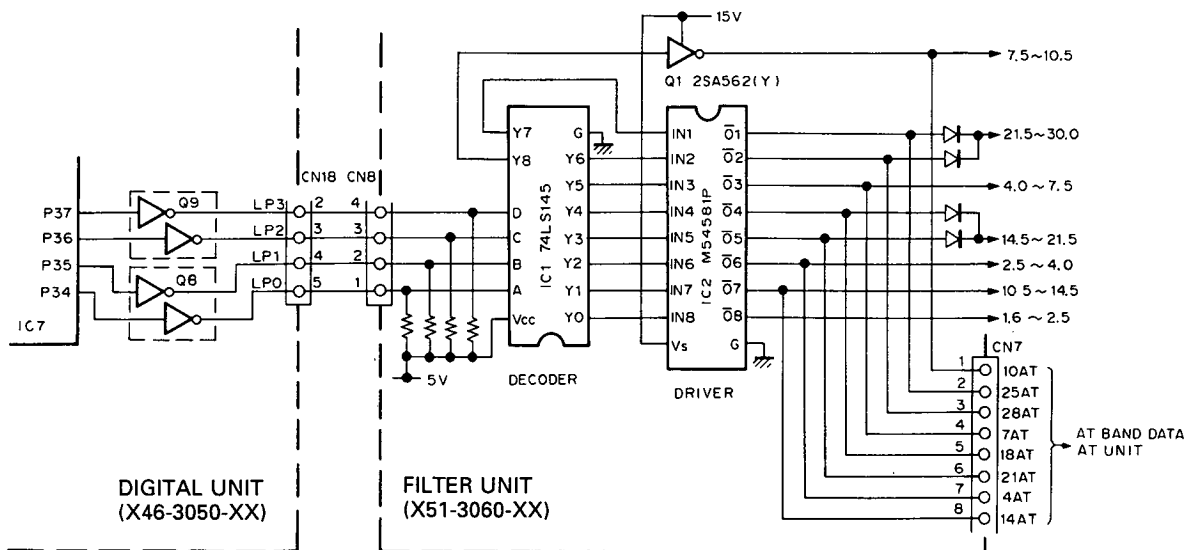 15V
7.5~10.5
Q1 2SA562(Y)
Y7
G
IN1
O1
21.5~30.0
Y8
Y6
IN2
O2
CN18
CN8
Y5
IN3
O3
4.0~7.5
P37
Q9
LP3
2
4
D
Y4
IN4
O4
P36
LP2
3
3
C
Y3
IN5
O5
14.5~21.5
P35
LP1
4
2
B
Y2
IN6
O6
2.5~4.0
P34
Q8
LP0
5
1
A
Y1
IN7
O7
10.5~14.5
Vcc
Y0
IN8
O8
1.6~2.5
IC7
IC1 74LS145
IC2 M54581P
Vs
G
CN7
5V
DECODER
DRIVER
1 10AT
2 25AT
3 28AT
4 7AT
5 18AT
6 21AT
7 4AT
8 14AT
AT BAND DATA
AT UNIT
DIGITAL UNIT
(X46-3050-XX)
FILTER UNIT
(X51-3060-XX)